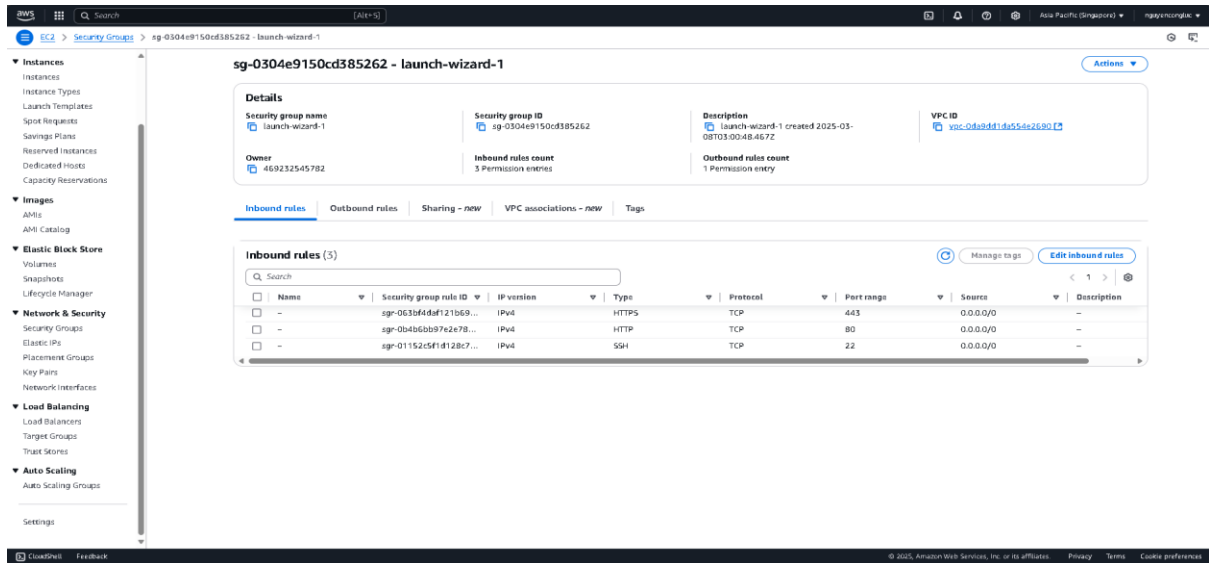 aws Search [Alt+S] Asia Pacific (Singapore) nguyencongluc
EC2 > Security Groups > sg-0304e9150cd385262 - launch-wizard-1
Instances
Instances
Instance Types
Launch Templates
Spot Requests
Savings Plans
Reserved Instances
Dedicated Hosts
Capacity Reservations
Images
AMIs
AMI Catalog
Elastic Block Store
Volumes
Snapshots
Lifecycle Manager
Network & Security
Security Groups
Elastic IPs
Placement Groups
Key Pairs
Network Interfaces
Load Balancing
Load Balancers
Target Groups
Trust Stores
Auto Scaling
Auto Scaling Groups
Settings
sg-0304e9150cd385262 - launch-wizard-1 Actions
Details
Security group name Security group ID Description VPC ID
launch-wizard-1 sg-0304e9150cd385262 launch-wizard-1 created 2025-03-08T03:00:48.467Z vpc-0da9dd1da554e2690
Owner Inbound rules count Outbound rules count
469232545782 3 Permission entries 1 Permission entry
Inbound rules Outbound rules Sharing - new VPC associations - new Tags
Inbound rules (3) Manage tags Edit inbound rules
Search < 1 >
Name Security group rule ID IP version Type Protocol Port range Source Description
– sgr-063bf4daf121b69... IPv4 HTTPS TCP 443 0.0.0.0/0 –
– sgr-0b4b6bb97e2e78... IPv4 HTTP TCP 80 0.0.0.0/0 –
– sgr-01152c5f1d128c7... IPv4 SSH TCP 22 0.0.0.0/0 –
CloudShell Feedback © 2025, Amazon Web Services, Inc. or its affiliates. Privacy Terms Cookie preferences